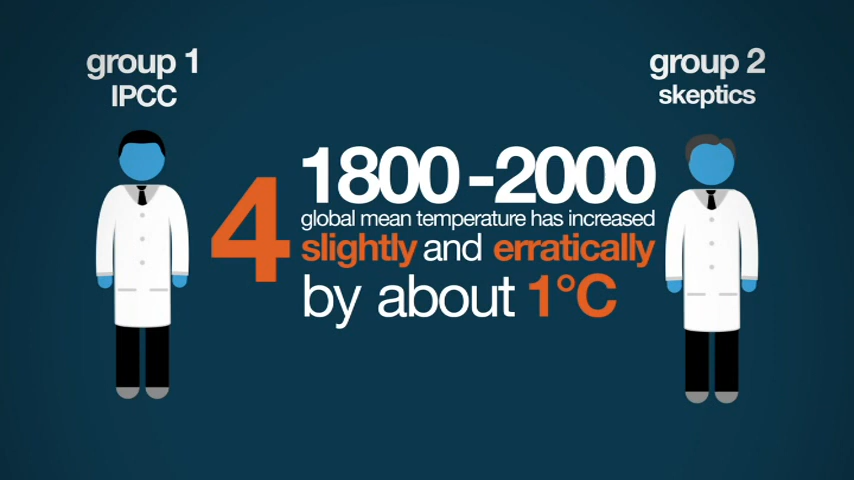 group 1
IPCC
group 2
skeptics
4
1800-2000
global mean temperature has increased
slightly and erratically
by about 1°C